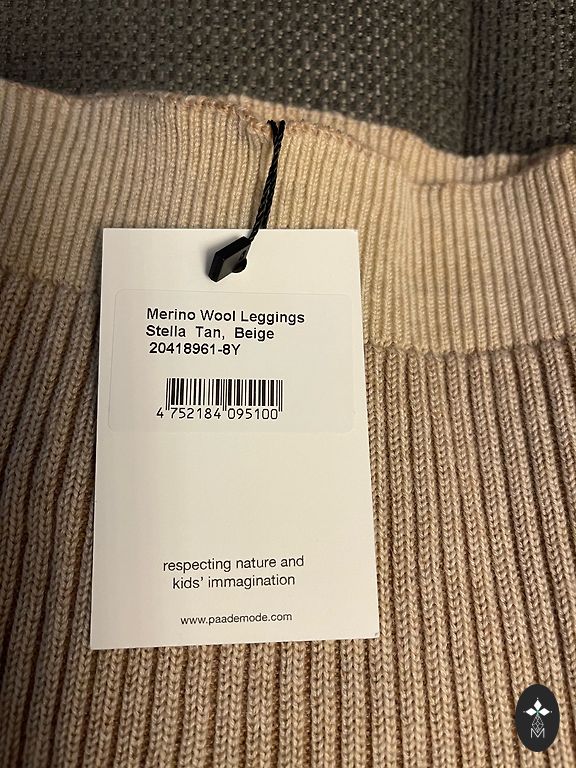 Merino Wool Leggings
Stella Tan, Beige
20418961-8Y
4 752184 095100
respecting nature and
kids' immagination
www.paademode.com
M